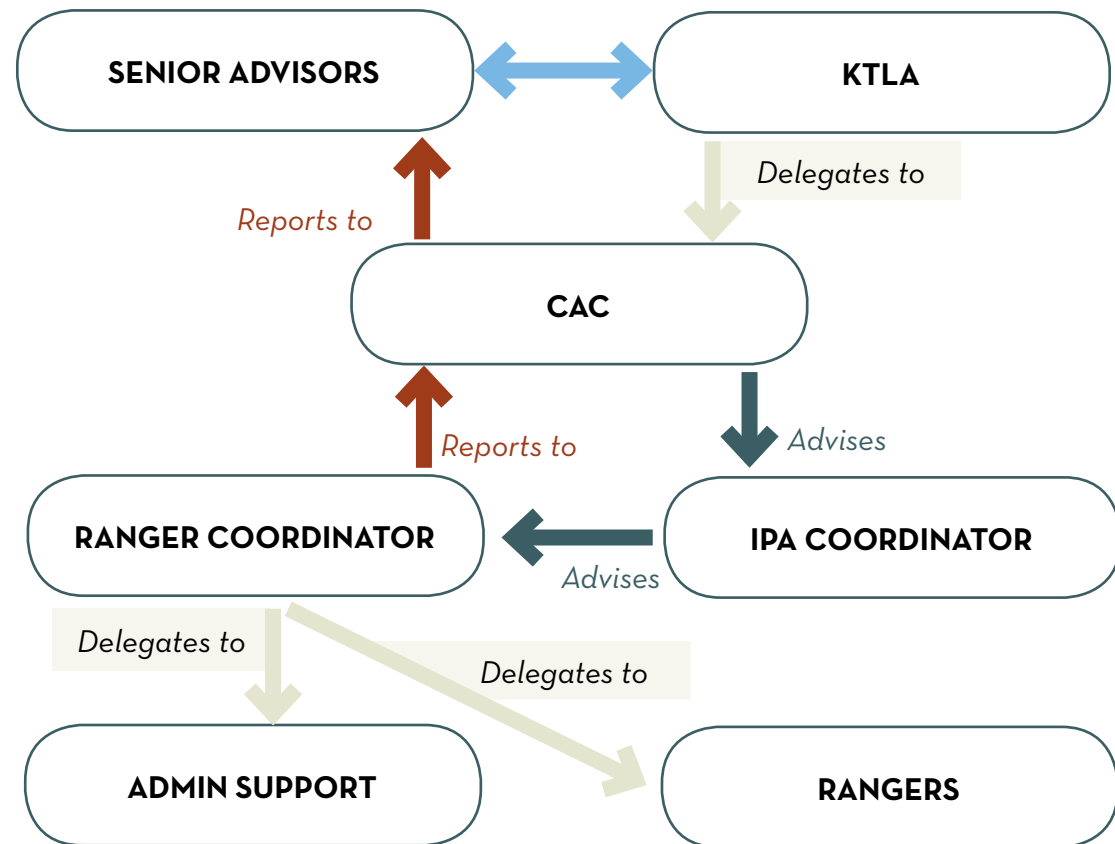 SENIOR ADVISORS
KTLA
Delegates to
Reports to
CAC
Reports to
Advises
RANGER COORDINATOR
IPA COORDINATOR
Advises
Delegates to
Delegates to
ADMIN SUPPORT
RANGERS